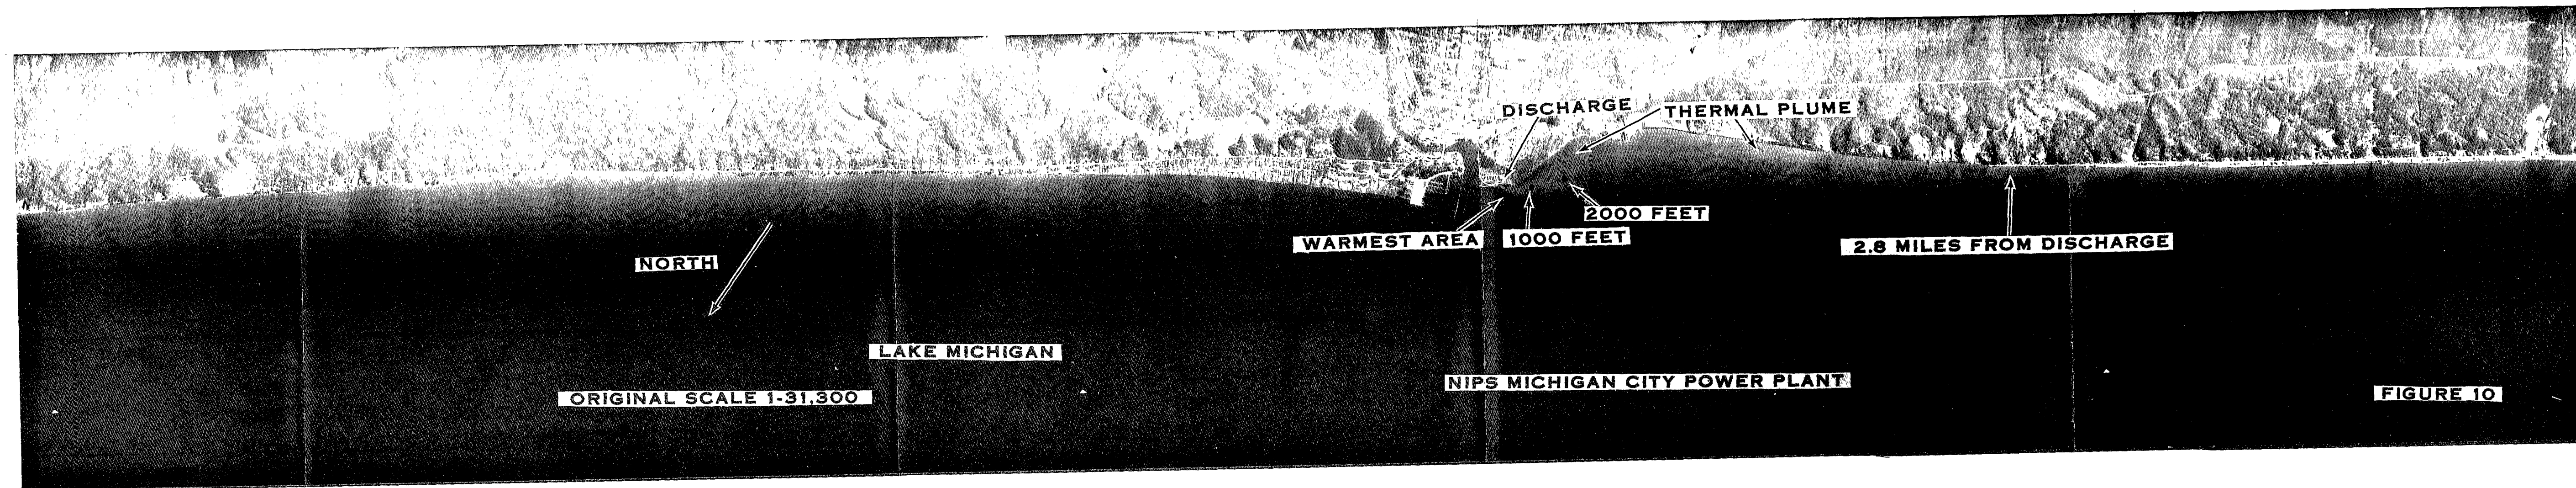 DISCHARGE
THERMAL PLUME
2000 FEET
WARMEST AREA
1000 FEET
2.8 MILES FROM DISCHARGE
NORTH
LAKE MICHIGAN
NIPS MICHIGAN CITY POWER PLANT
ORIGINAL SCALE 1-31,300
FIGURE 10